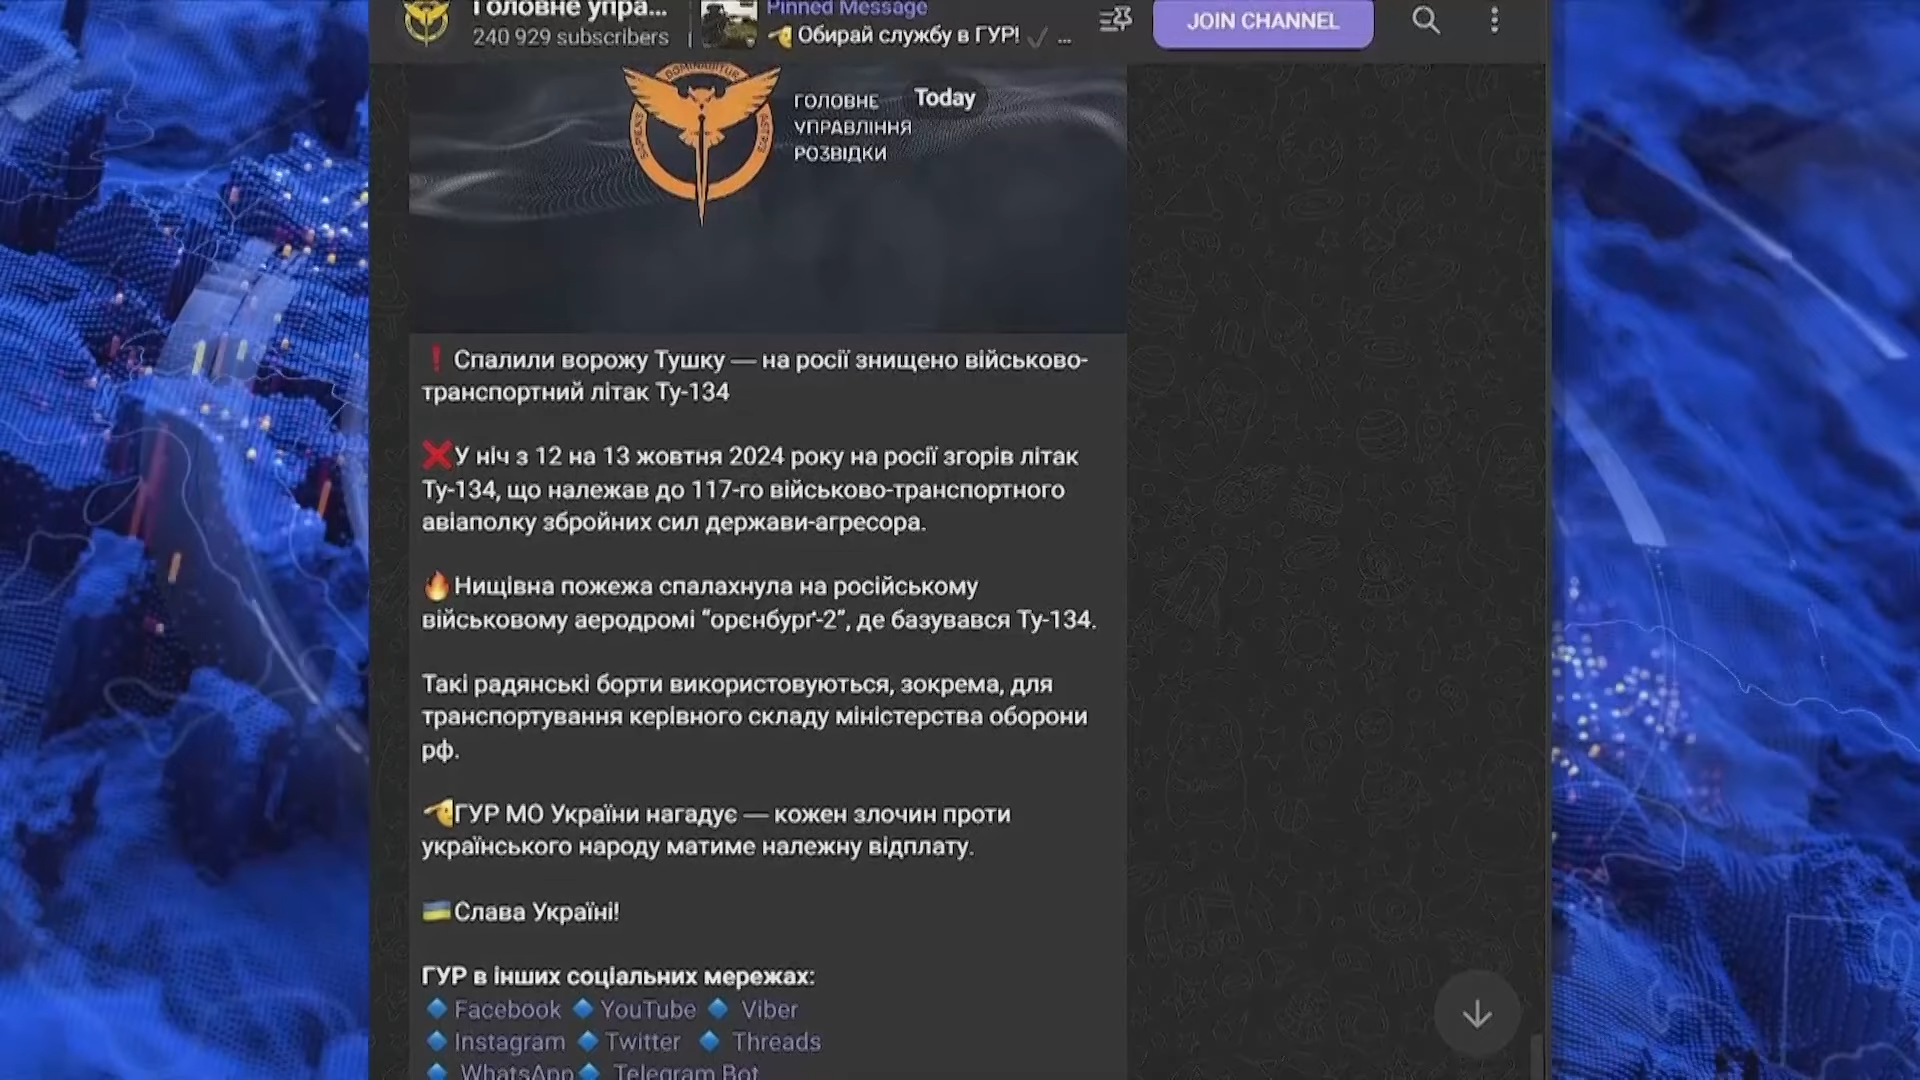 Головне упра...
240 929 subscribers
Pinned Message
Обирай службу в ГУР! ...
JOIN CHANNEL
DOMINABITUR
SAPIENS
ASTRIS
ГОЛОВНЕ
УПРАВЛІННЯ
РОЗВІДКИ
Today
Спалили ворожу Тушку — на росії знищено військово-
транспортний літак Ту-134
У ніч з 12 на 13 жовтня 2024 року на росії згорів літак
Ту-134, що належав до 117-го військово-транспортного
авіаполку збройних сил держави-агресора.
Нищівна пожежа спалахнула на російському
військовому аеродромі “орєнбурґ-2”, де базувався Ту-134.
Такі радянські борти використовуються, зокрема, для
транспортування керівного складу міністерства оборони
рф.
ГУР МО України нагадує — кожен злочин проти
українського народу матиме належну відплату.
Слава Україні!
ГУР в інших соціальних мережах:
Facebook YouTube Viber
Instagram Twitter Threads
WhatsApp Telegram Bot